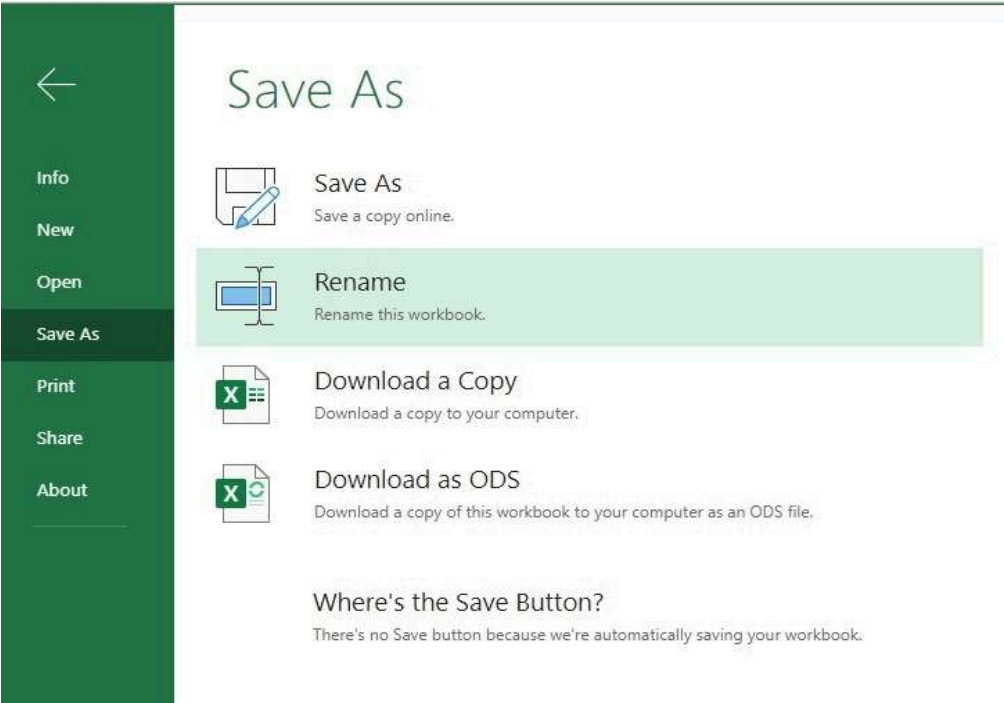 Save As
Info
New
Open
Save As
Print
Share
About
Save As
Save a copy online.
Rename
Rename this workbook.
X
Download a Copy
Download a copy to your computer.
X
Download as ODS
Download a copy of this workbook to your computer as an ODS file.
Where's the Save Button?
There's no Save button because we're automatically saving your workbook.